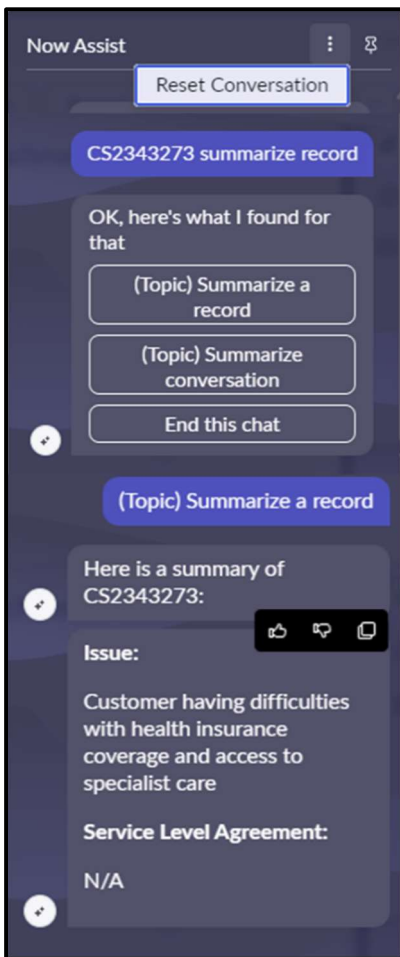 Now Assist
Reset Conversation
CS2343273 summarize record
OK, here's what I found for
that
(Topic) Summarize a
record
(Topic) Summarize
conversation
End this chat
(Topic) Summarize a record
Here is a summary of
CS2343273:
Issue:
Customer having difficulties
with health insurance
coverage and access to
specialist care
Service Level Agreement:
N/A